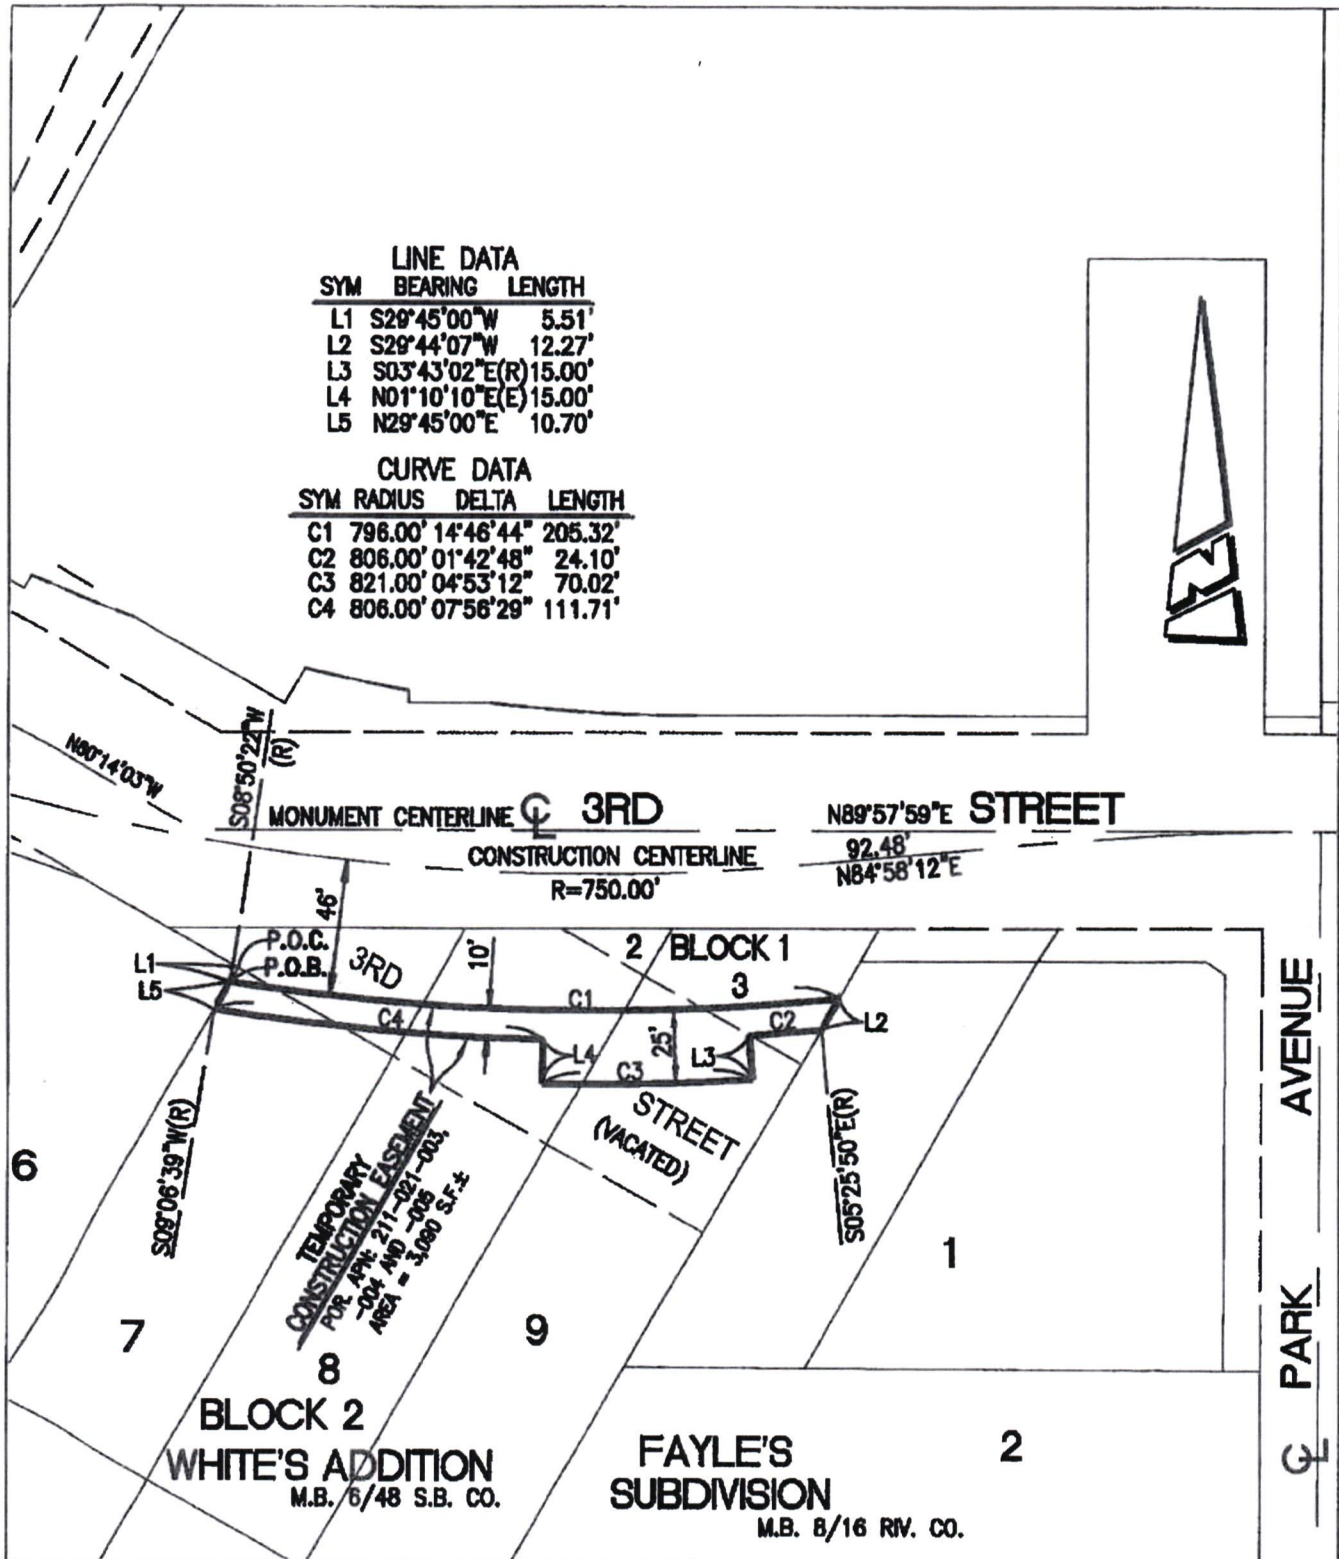 LINE DATA
SYM BEARING LENGTH
L1 S29°45'00"W 5.51'
L2 S29°44'07"W 12.27'
L3 S03°43'02"E(R) 15.00'
L4 N01°10'10"E(E) 15.00'
L5 N29°45'00"E 10.70'
CURVE DATA
SYM RADIUS DELTA LENGTH
C1 796.00' 14°46'44" 205.32'
C2 806.00' 01°42'48" 24.10'
C3 821.00' 04°53'12" 70.02'
C4 806.00' 07°56'29" 111.71'
N
N60°14'03"W
S08°50'22"W
(R)
MONUMENT CENTERLINE CL 3RD STREET
N89°57'59"E
CONSTRUCTION CENTERLINE
R=750.00'
92.48'
N84°58'12"E
46'
P.O.C.
P.O.B.
L1
L5
3RD
10'
2 BLOCK 1
3
C1
C4
25'
C2
L2
L4
L3
C3
STREET
(VACATED)
S09°06'39"W(R)
S05°25'50"E(R)
TEMPORARY
CONSTRUCTION EASEMENT
POR. APN: 211-021-003,
-004 AND -005
AREA = 3,090 S.F.±
6
7
8
9
1
2
BLOCK 2
WHITE'S ADDITION
M.B. 6/48 S.B. CO.
FAYLE'S
SUBDIVISION
M.B. 8/16 RIV. CO.
CL PARK AVENUE